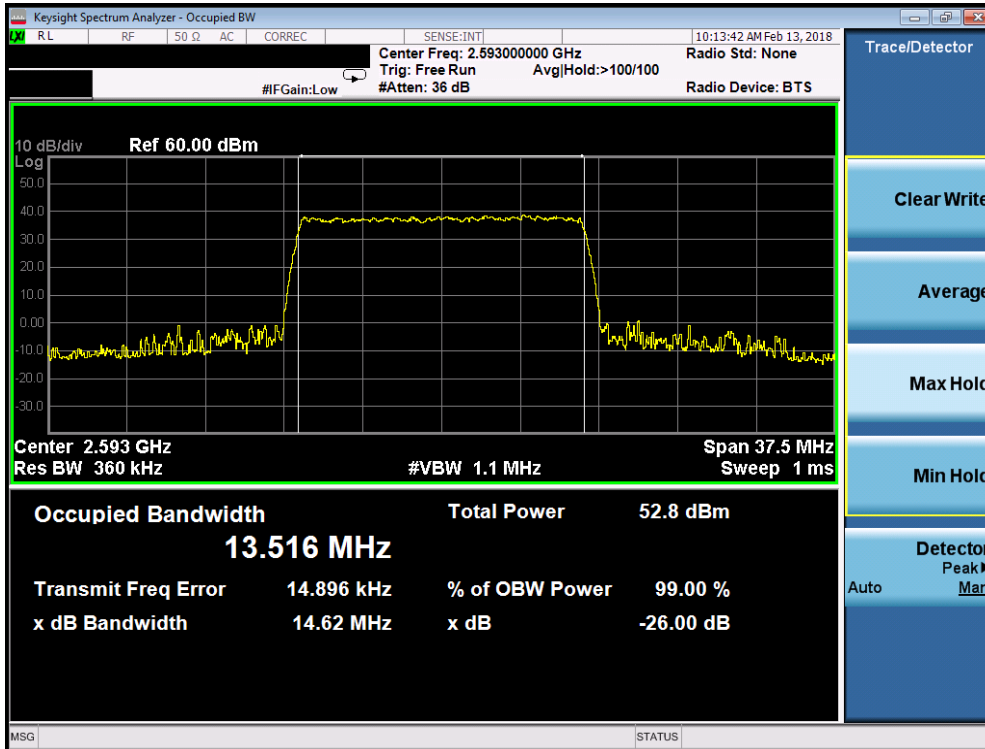 Keysight Spectrum Analyzer - Occupied BW
LXI RL RF 50 Ω AC CORREC SENSE:INT 10:13:42 AM Feb 13, 2018
Center Freq: 2.593000000 GHz Radio Std: None
Trig: Free Run Avg|Hold:>100/100
#IFGain:Low #Atten: 36 dB Radio Device: BTS
Trace/Detector
10 dB/div Ref 60.00 dBm
Log
50.0
40.0
30.0
20.0
10.0
0.00
-10.0
-20.0
-30.0
Center 2.593 GHz Span 37.5 MHz
Res BW 360 kHz #VBW 1.1 MHz Sweep 1 ms
Occupied Bandwidth Total Power 52.8 dBm
13.516 MHz
Transmit Freq Error 14.896 kHz % of OBW Power 99.00 %
x dB Bandwidth 14.62 MHz x dB -26.00 dB
Clear Write
Average
Max Hold
Min Hold
Detector
Peak
Auto Man
MSG STATUS